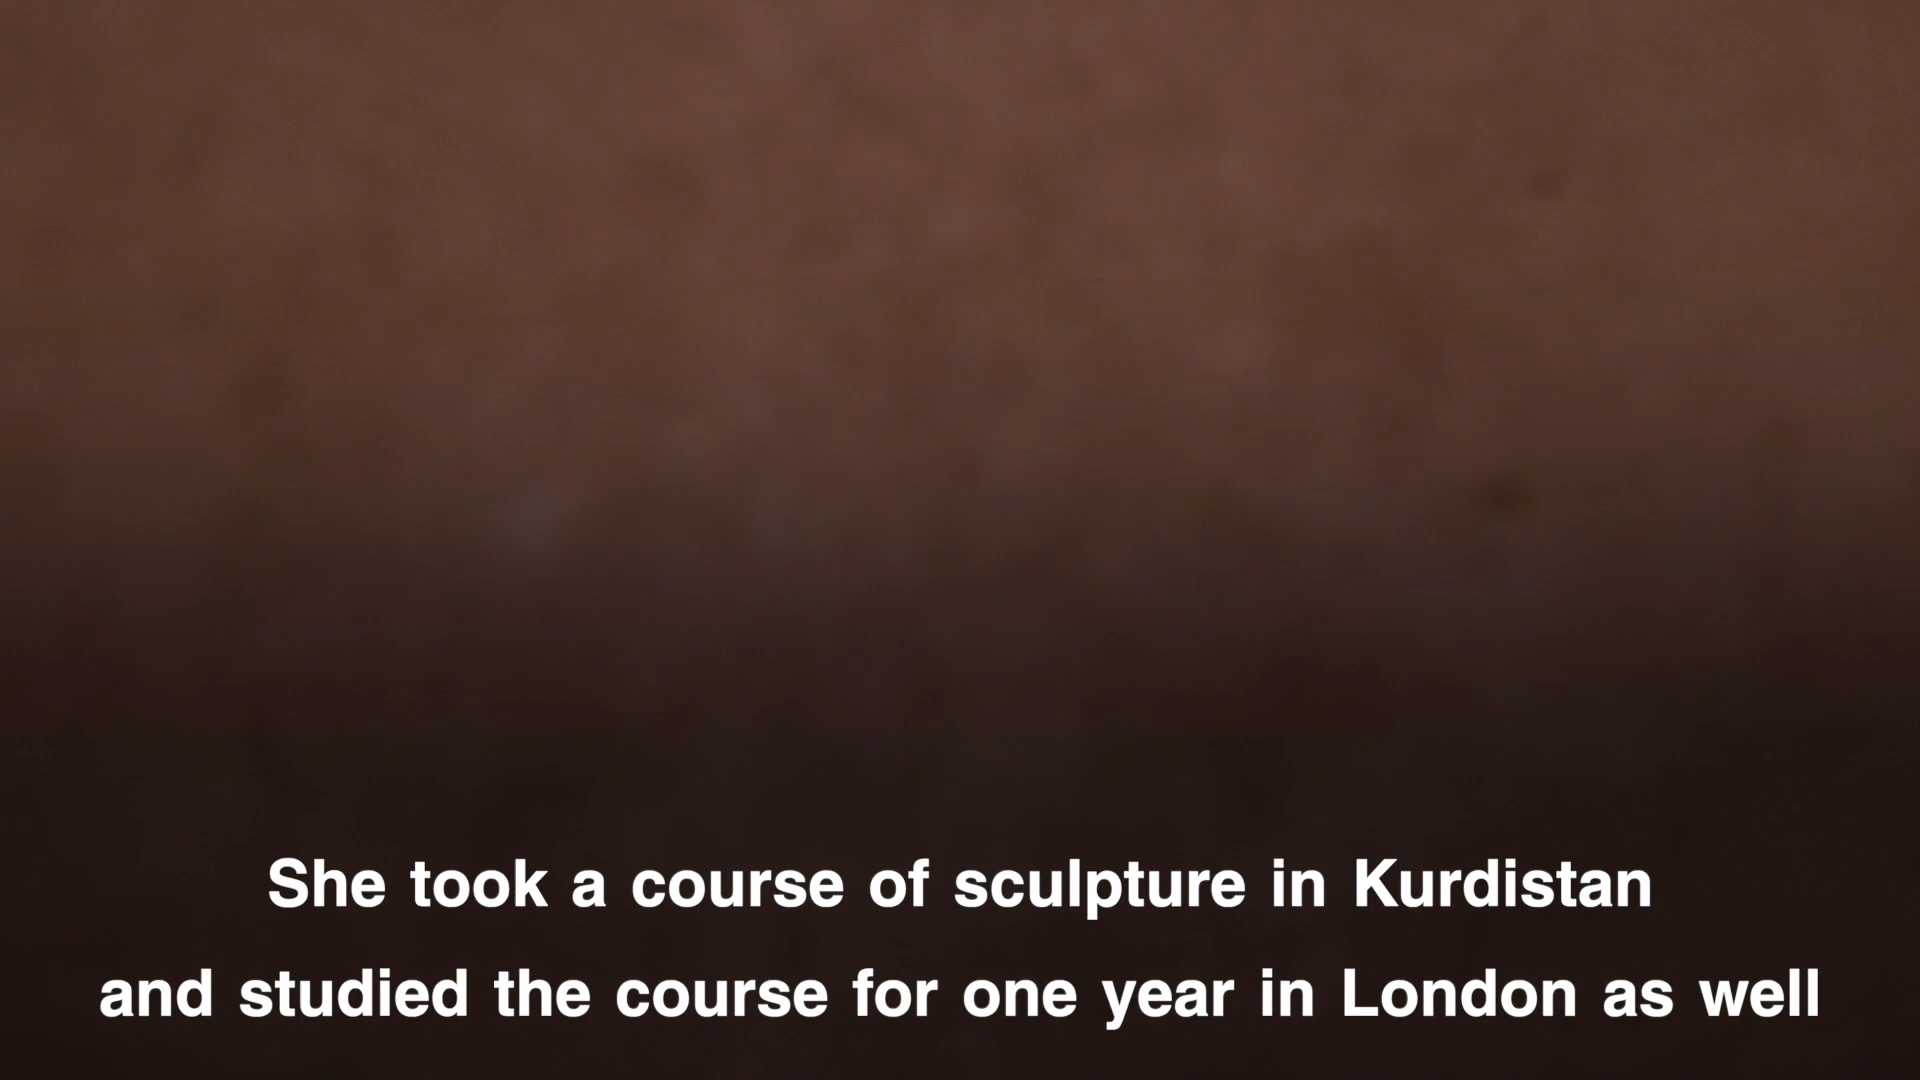 She took a course of sculpture in Kurdistan
and studied the course for one year in London as well